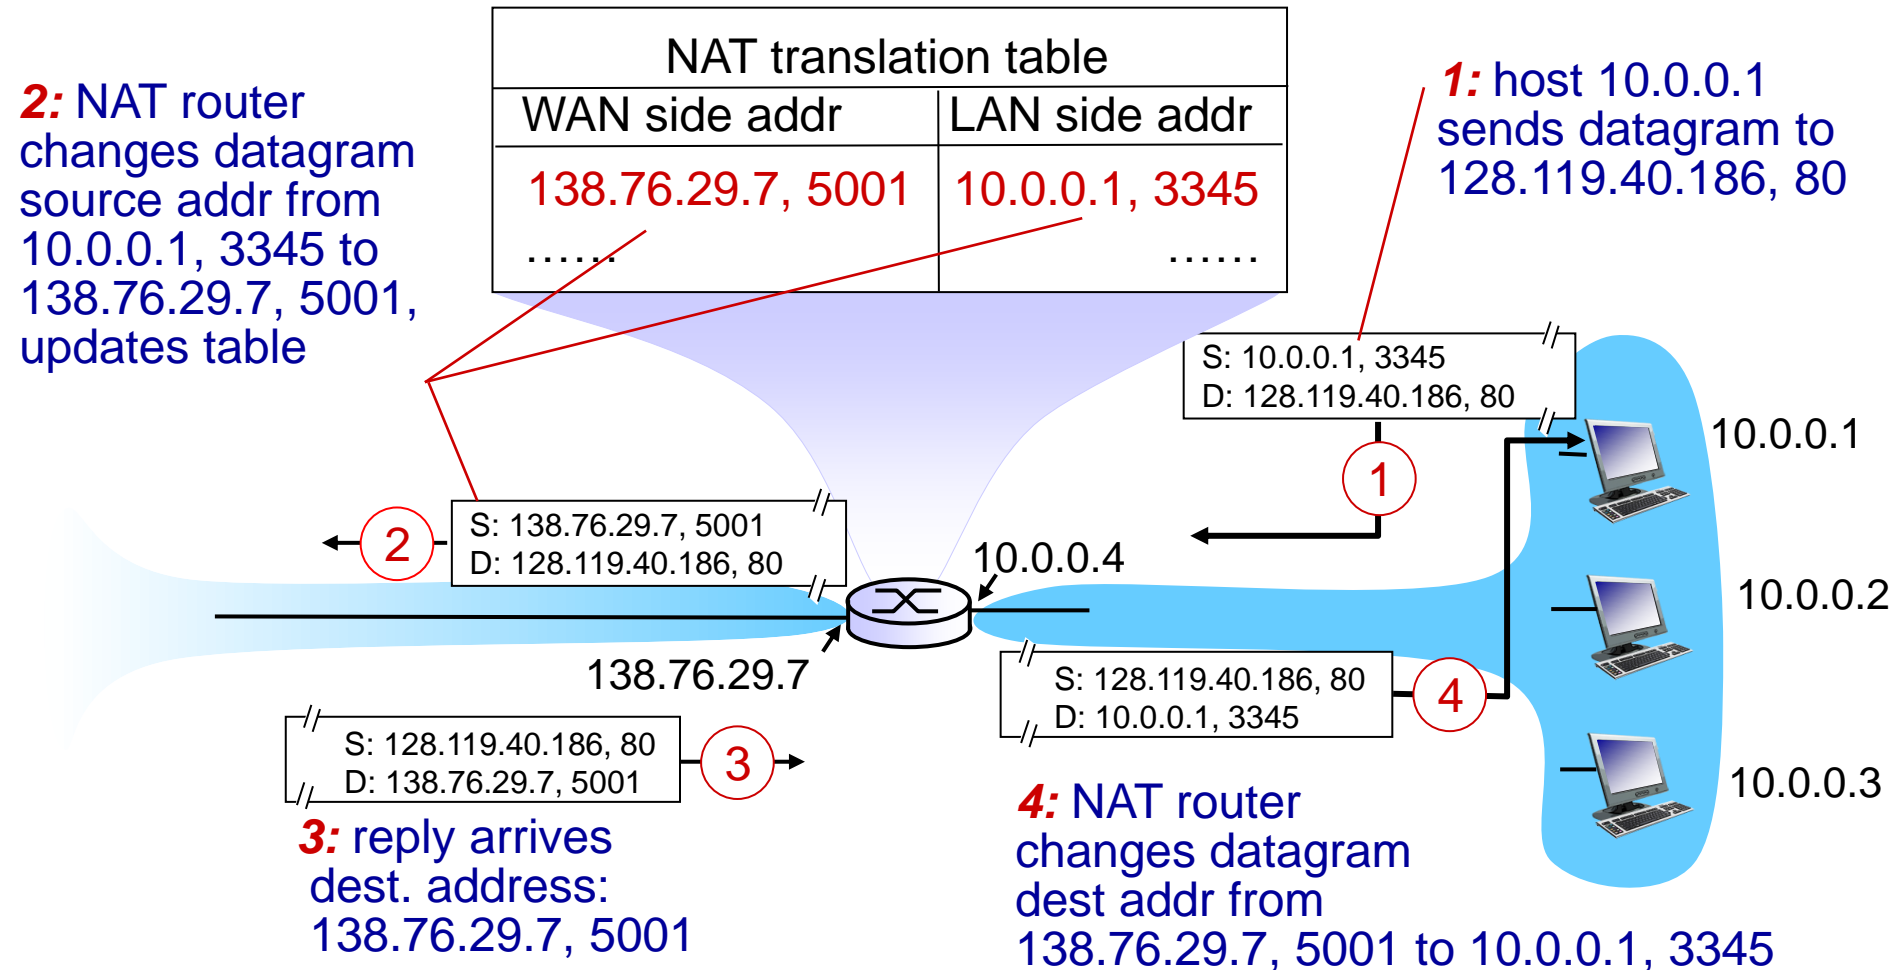 NAT translation table
WAN side addr LAN side addr
138.76.29.7, 5001 10.0.0.1, 3345
...... ......
2: NAT router
changes datagram
source addr from
10.0.0.1, 3345 to
138.76.29.7, 5001,
updates table
1: host 10.0.0.1
sends datagram to
128.119.40.186, 80
S: 10.0.0.1, 3345
D: 128.119.40.186, 80
1
10.0.0.1
S: 138.76.29.7, 5001
D: 128.119.40.186, 80
2
10.0.0.4
10.0.0.2
138.76.29.7
S: 128.119.40.186, 80
D: 10.0.0.1, 3345
4
S: 128.119.40.186, 80
D: 138.76.29.7, 5001
3
10.0.0.3
3: reply arrives
dest. address:
138.76.29.7, 5001
4: NAT router
changes datagram
dest addr from
138.76.29.7, 5001 to 10.0.0.1, 3345